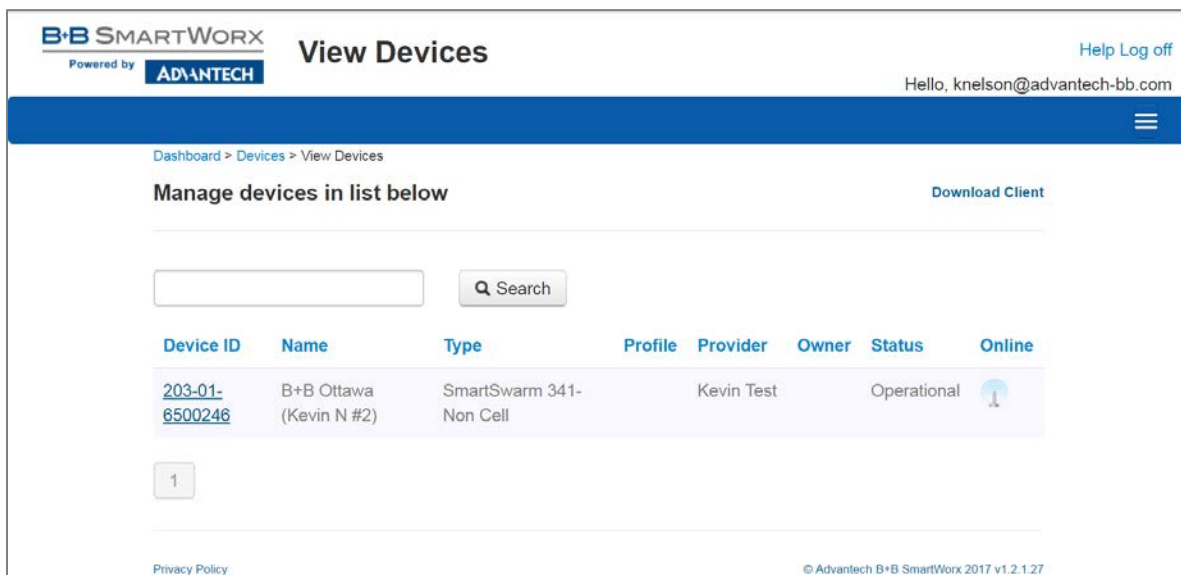 B+B SMARTWORX
Powered by ADVANTECH
View Devices
Help Log off
Hello, knelson@advantech-bb.com
Dashboard > Devices > View Devices
Manage devices in list below
Download Client
Search
Device ID Name Type Profile Provider Owner Status Online
203-01- B+B Ottawa SmartSwarm 341- Kevin Test Operational
6500246 (Kevin N #2) Non Cell
1
Privacy Policy
© Advantech B+B SmartWorx 2017 v1.2.1.27